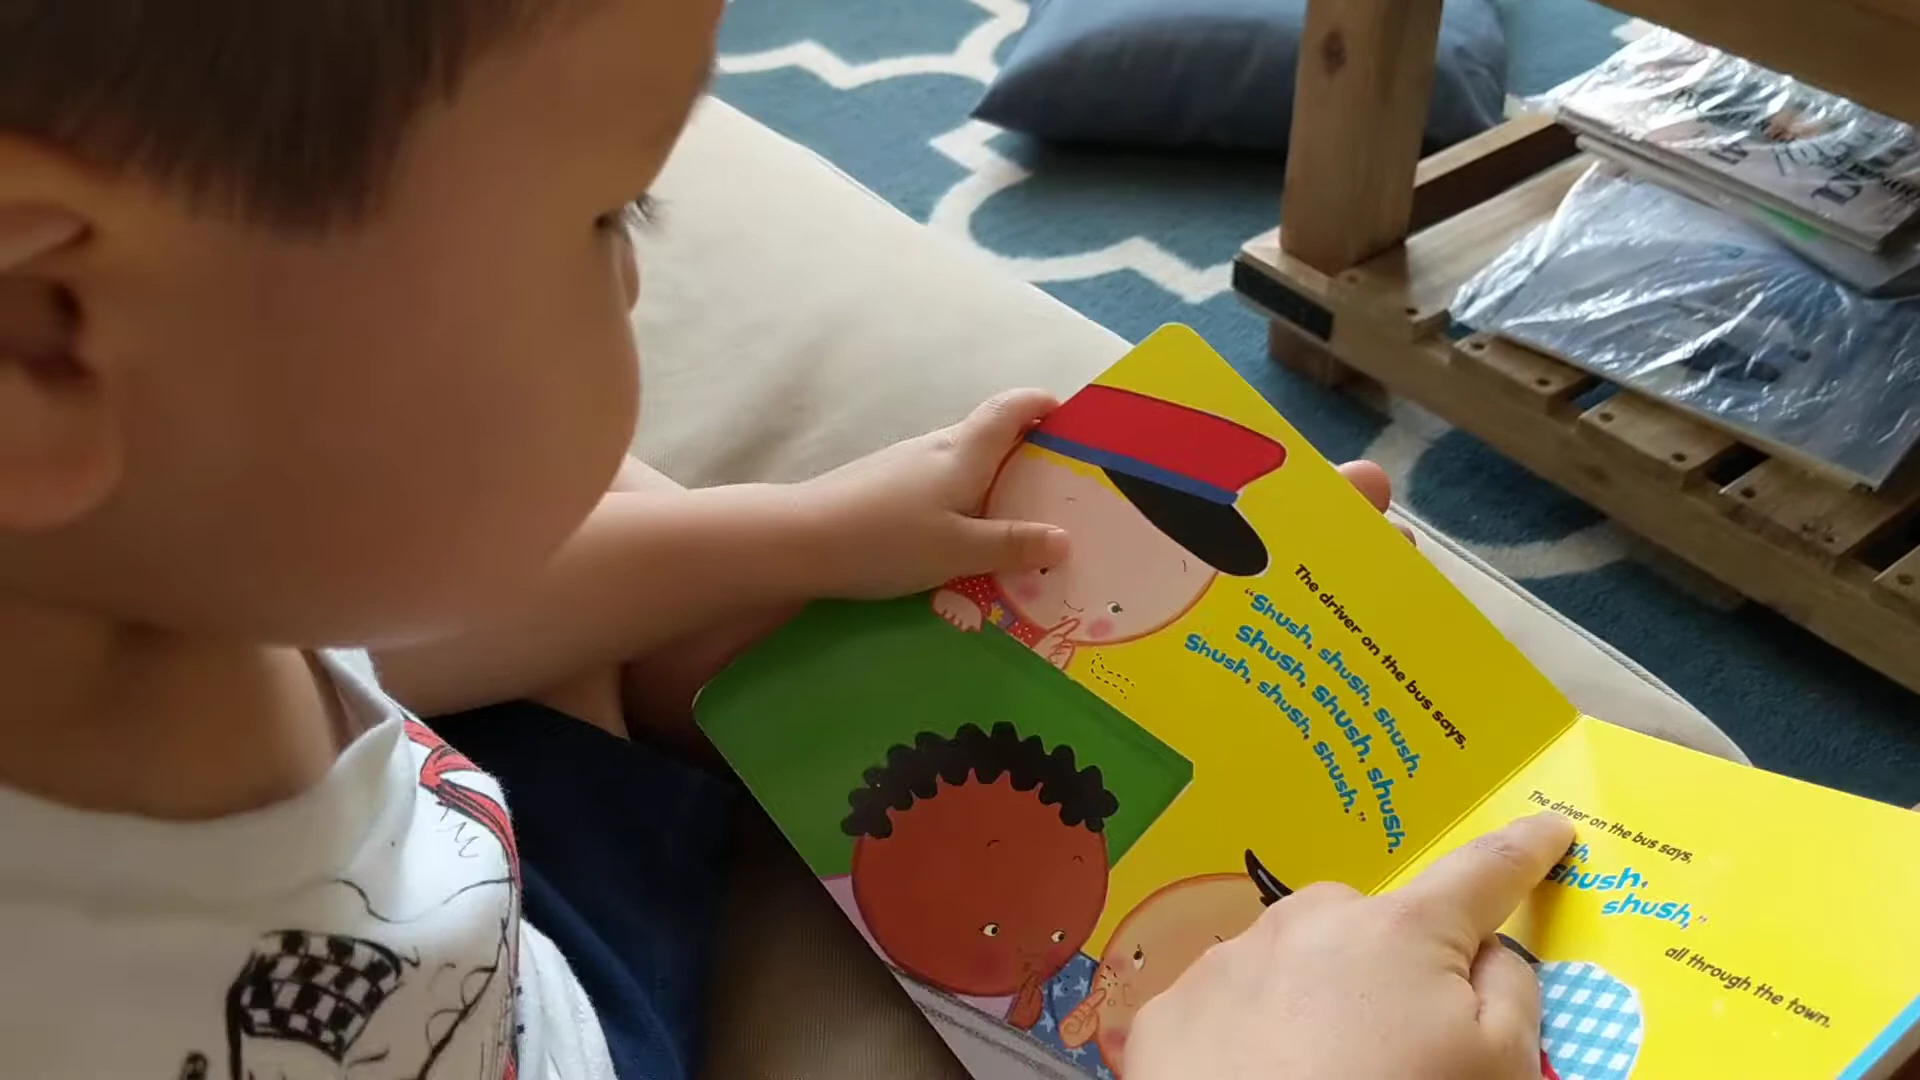 The driver on the bus says,
"Shush, shush, shush.
Shush, shush, shush.
Shush, shush, shush."
The driver on the bus says,
shush,
shush,"
all through the town.